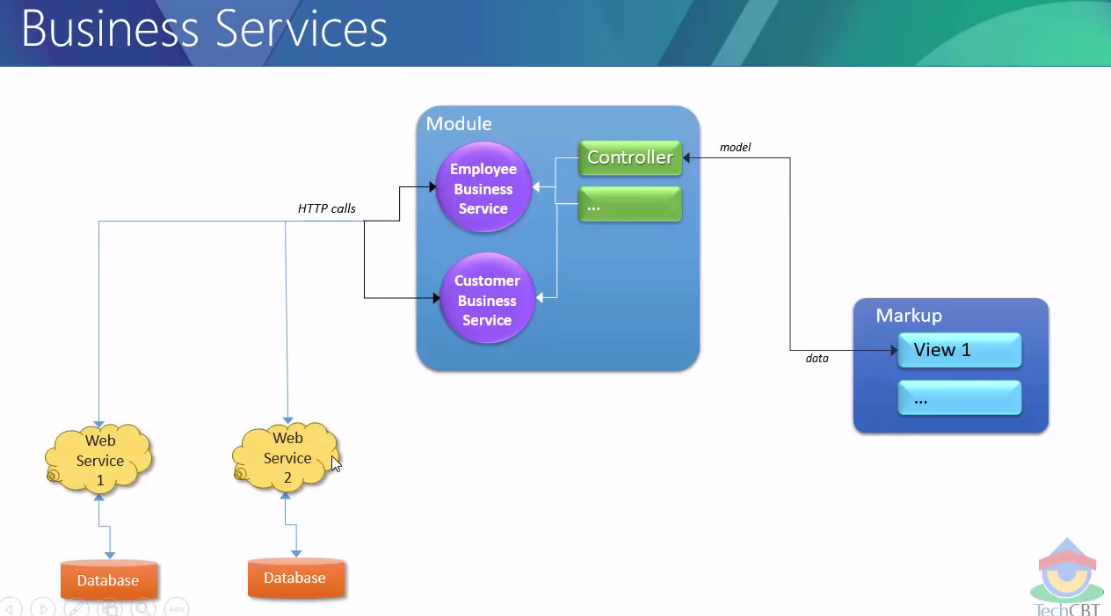 Business Services
Module
Employee
Business
Service
Controller
...
model
HTTP calls
Customer
Business
Service
Markup
View 1
...
data
Web
Service
1
Web
Service
2
Database
Database
TechCBT